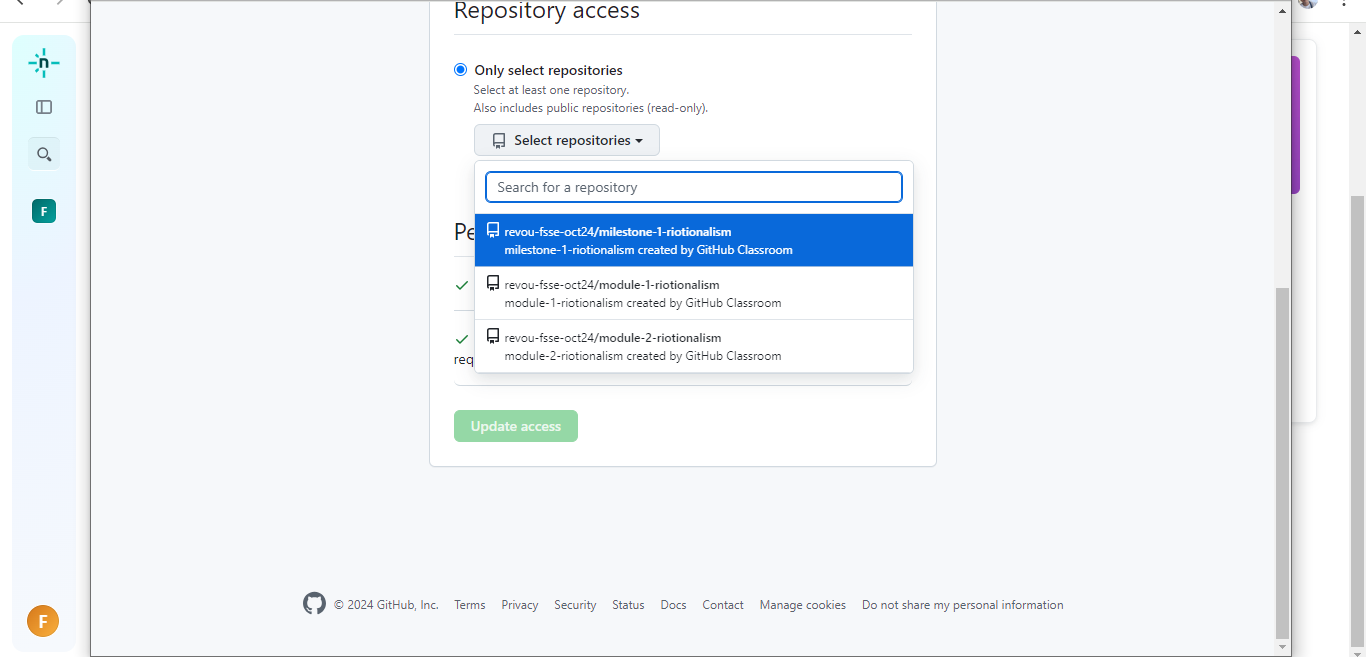 Repository access
n
Only select repositories
Select at least one repository.
Also includes public repositories (read-only).
Select repositories
Search for a repository
F
revou-fsse-oct24/milestone-1-riotionalism
milestone-1-riotionalism created by GitHub Classroom
Pe
revou-fsse-oct24/module-1-riotionalism
module-1-riotionalism created by GitHub Classroom
revou-fsse-oct24/module-2-riotionalism
module-2-riotionalism created by GitHub Classroom
req
Update access
© 2024 GitHub, Inc. Terms Privacy Security Status Docs Contact Manage cookies Do not share my personal information
F